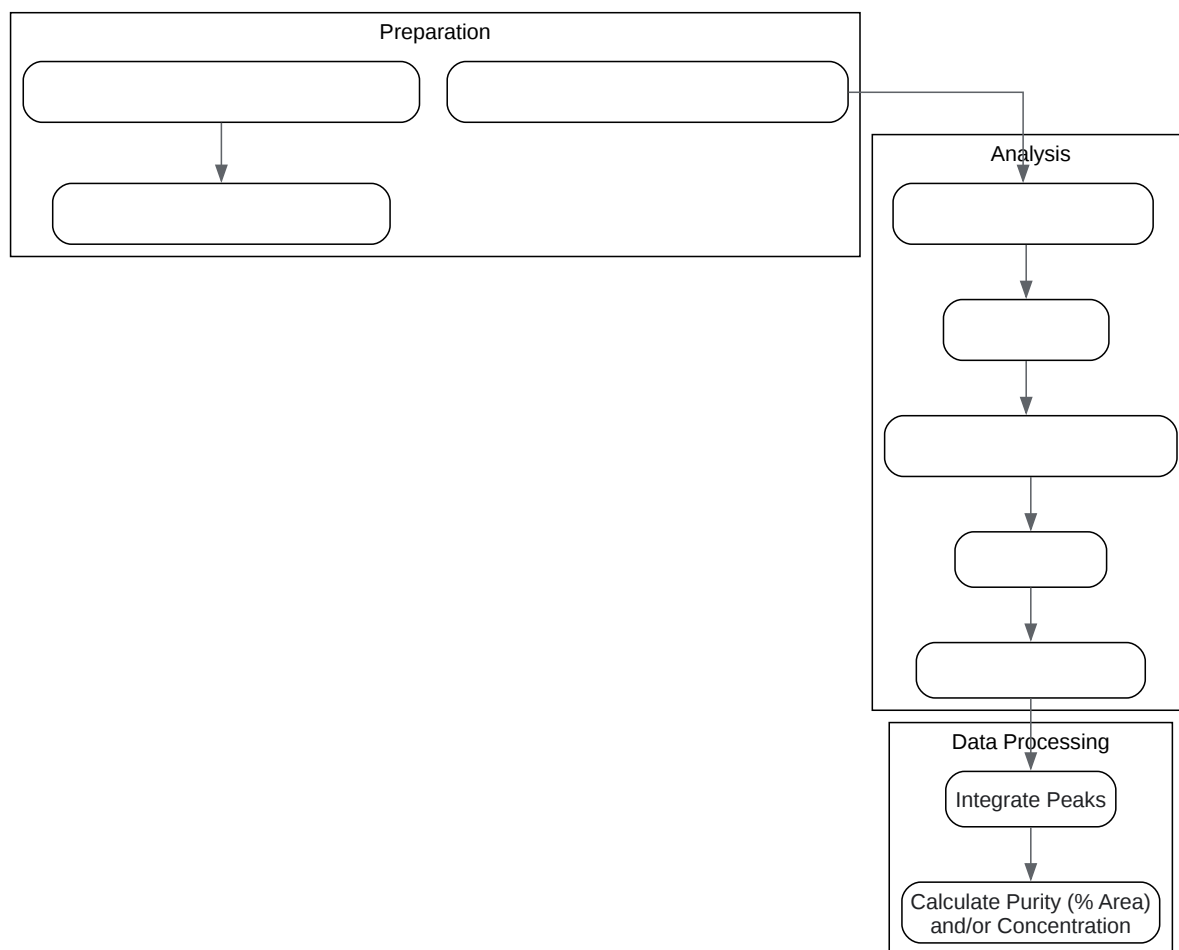 Preparation
Analysis
Data Processing
Integrate Peaks
Calculate Purity (% Area)
and/or Concentration